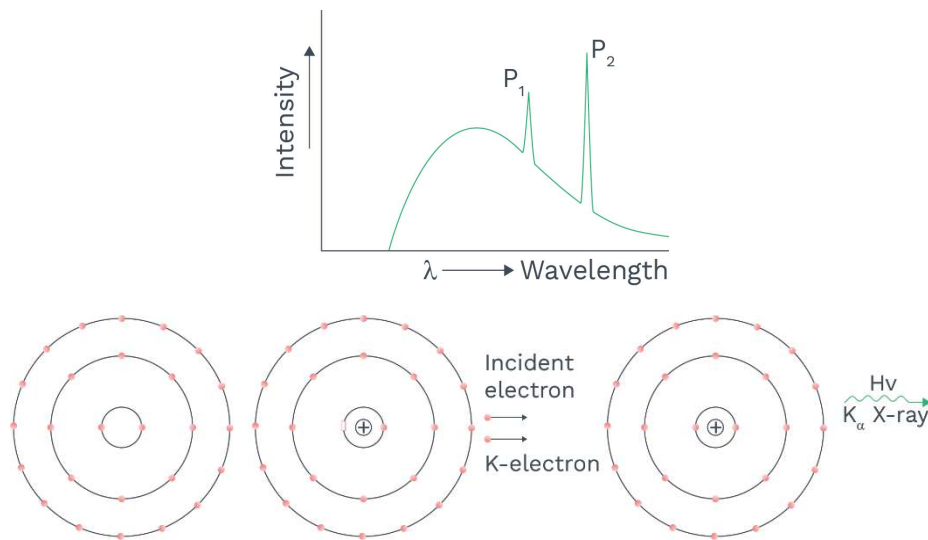 Intensity
P₁
P₂
λ
Wavelength
Incident
electron
K-electron
Hv
Kα X-ray